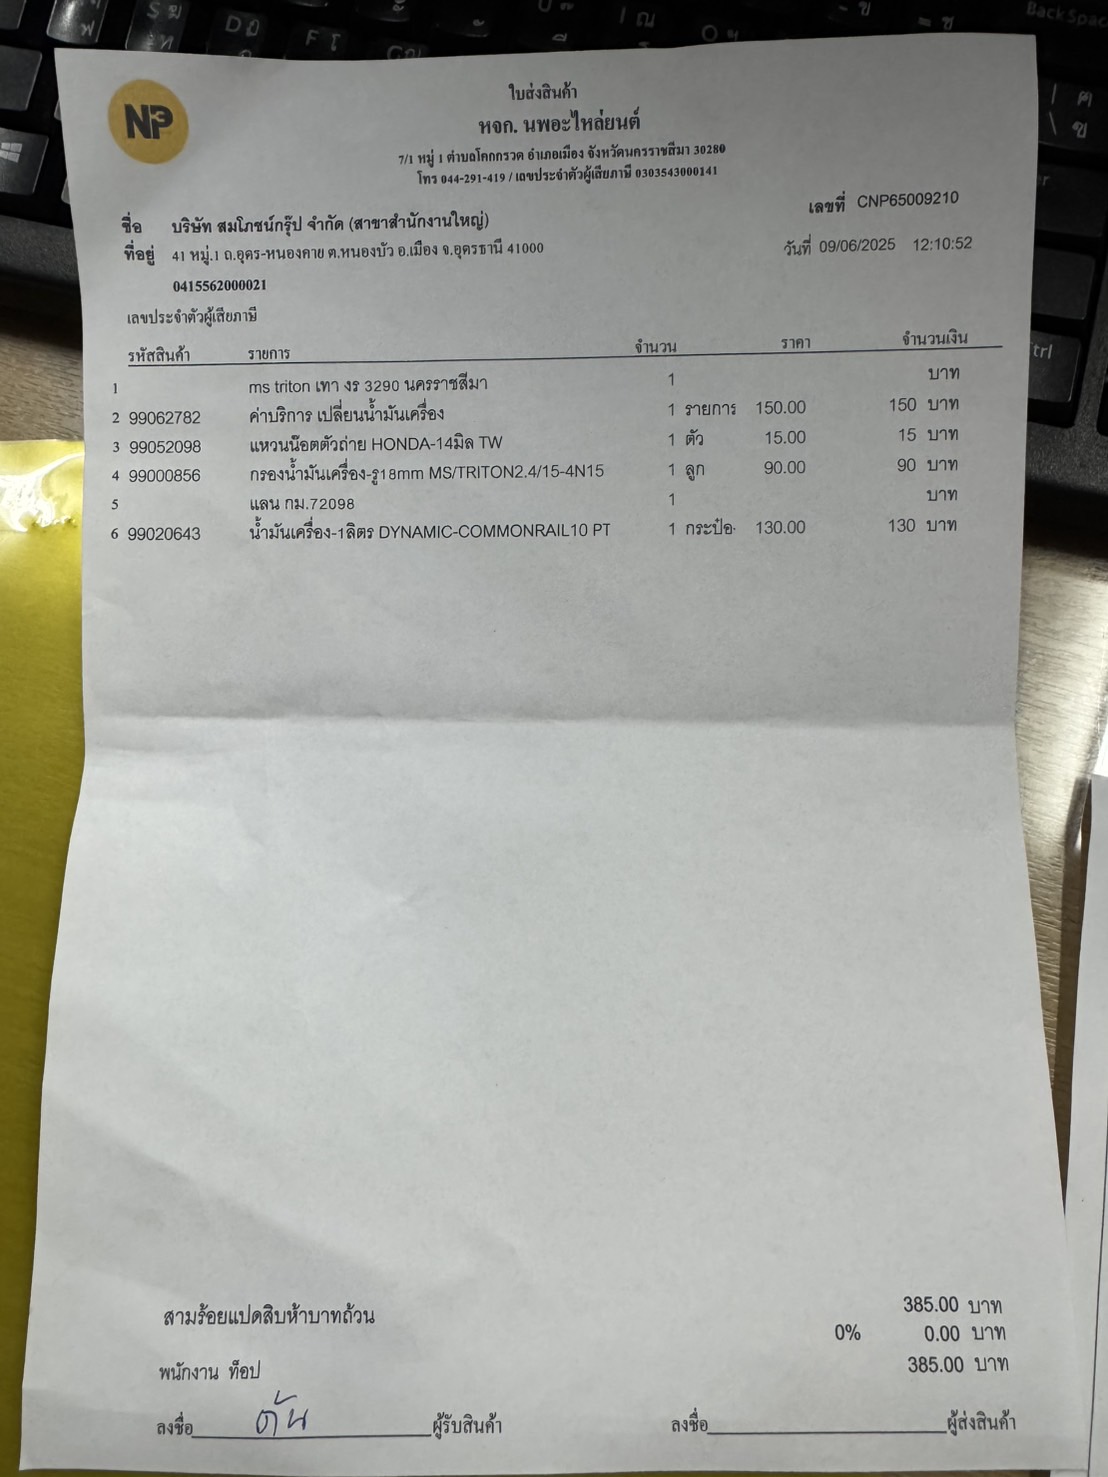 NP
ใบส่งสินค้า
หจก. นพอะไหล่ยนต์
7/1 หมู่ 1 ตำบลโคกกรวด อำเภอเมือง จังหวัดนครราชสีมา 30280
โทร 044-291-419 / เลขประจำตัวผู้เสียภาษี 0303543000141
เลขที่ CNP65009210
ชื่อ บริษัท สมโภชน์กรุ๊ป จำกัด (สาขาสำนักงานใหญ่)
วันที่ 09/06/2025 12:10:52
ที่อยู่ 41 หมู่.1 ถ.อุดร-หนองคาย ต.หนองบัว อ.เมือง จ.อุดรธานี 41000
0415562000021
เลขประจำตัวผู้เสียภาษี
รหัสสินค้า รายการ จำนวน ราคา จำนวนเงิน
1 ms triton เทา งร 3290 นครราชสีมา 1 บาท
2 99062782 ค่าบริการ เปลี่ยนน้ำมันเครื่อง 1 รายการ 150.00 150 บาท
3 99052098 แหวนน๊อตตัวถ่าย HONDA-14มิล TW 1 ตัว 15.00 15 บาท
4 99000856 กรองน้ำมันเครื่อง-รู18mm MS/TRITON2.4/15-4N15 1 ลูก 90.00 90 บาท
5 แลน กม.72098 1 บาท
6 99020643 น้ำมันเครื่อง-1ลิตร DYNAMIC-COMMONRAIL10 PT 1 กระป๋อ 130.00 130 บาท
สามร้อยแปดสิบห้าบาทถ้วน 385.00 บาท
0% 0.00 บาท
พนักงาน ท็อป 385.00 บาท
ลงชื่อ ต้น ผู้รับสินค้า ลงชื่อ ผู้ส่งสินค้า